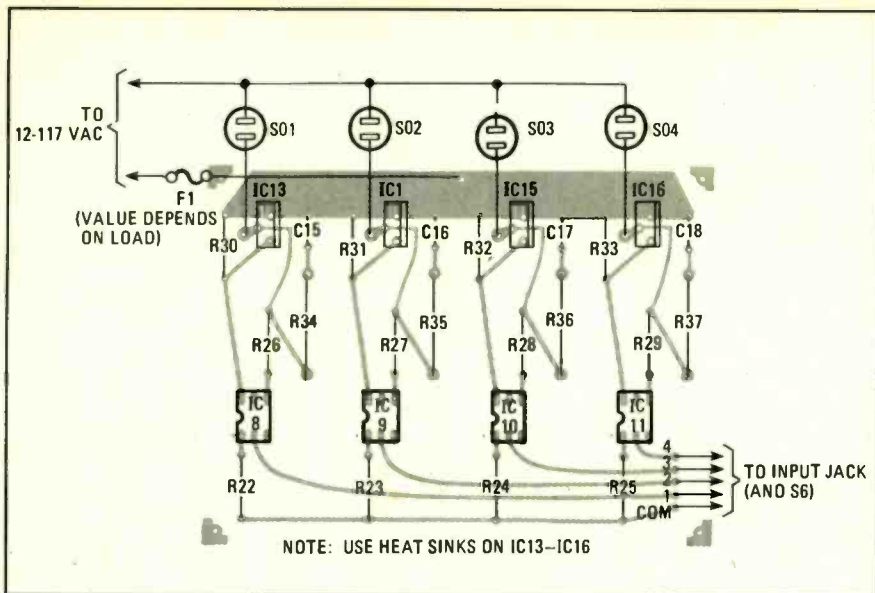 TO
12-117 VAC
S01
S02
S03
S04
F1
(VALUE DEPENDS
ON LOAD)
IC13
IC1
IC15
IC16
R30
C15
R31
C16
R32
C17
R33
C18
R34
R35
R36
R37
R26
R27
R28
R29
IC
8
IC
9
IC
10
IC
11
4
3
2
1
COM
TO INPUT JACK
(AND S6)
R22
R23
R24
R25
NOTE: USE HEAT SINKS ON IC13–IC16